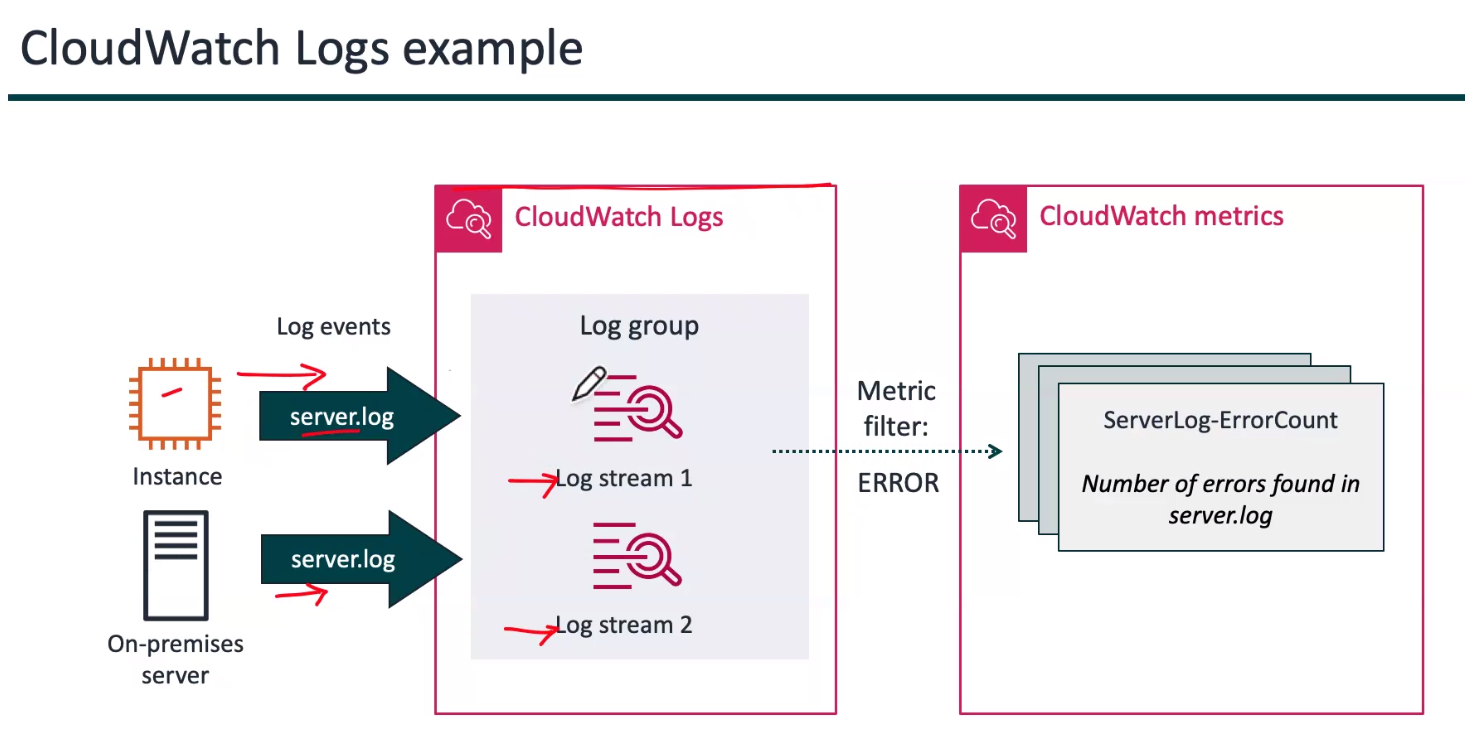 CloudWatch Logs example
CloudWatch Logs
CloudWatch metrics
Log events
Log group
server.log
Instance
Log stream 1
Metric
filter:
ERROR
ServerLog-ErrorCount
Number of errors found in
server.log
server.log
On-premises
server
Log stream 2